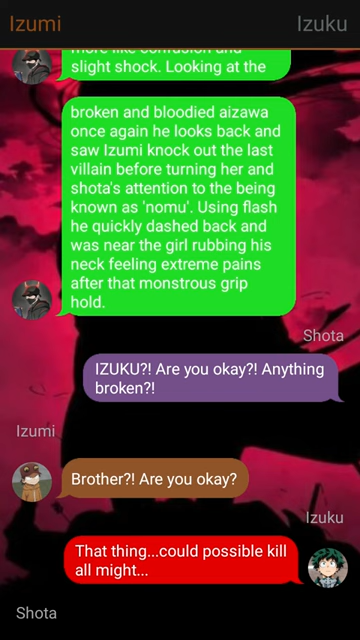 Izumi
Izuku
more like confusion and
slight shock. Looking at the
broken and bloodied aizawa
once again he looks back and
saw Izumi knock out the last
villain before turning her and
shota's attention to the being
known as 'nomu'. Using flash
he quickly dashed back and
was near the girl rubbing his
neck feeling extreme pains
after that monstrous grip
hold.
Shota
IZUKU?! Are you okay?! Anything
broken?!
Izumi
Brother?! Are you okay?
Izuku
That thing...could possible kill
all might...
Shota